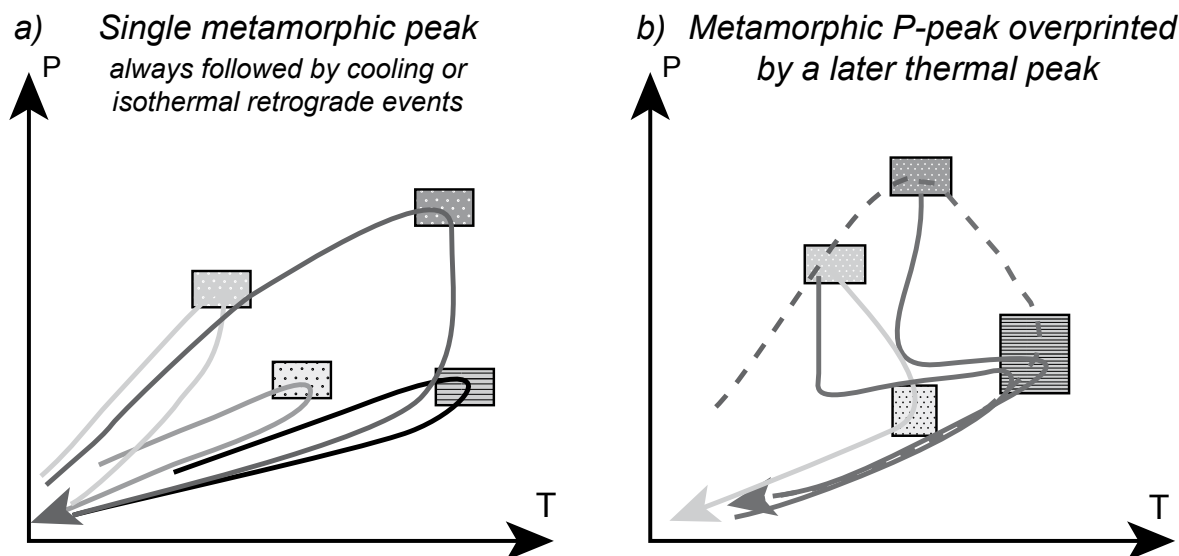 a) Single metamorphic peak
always followed by cooling or
isothermal retrograde events
P
T
b) Metamorphic P-peak overprinted
by a later thermal peak
P
T